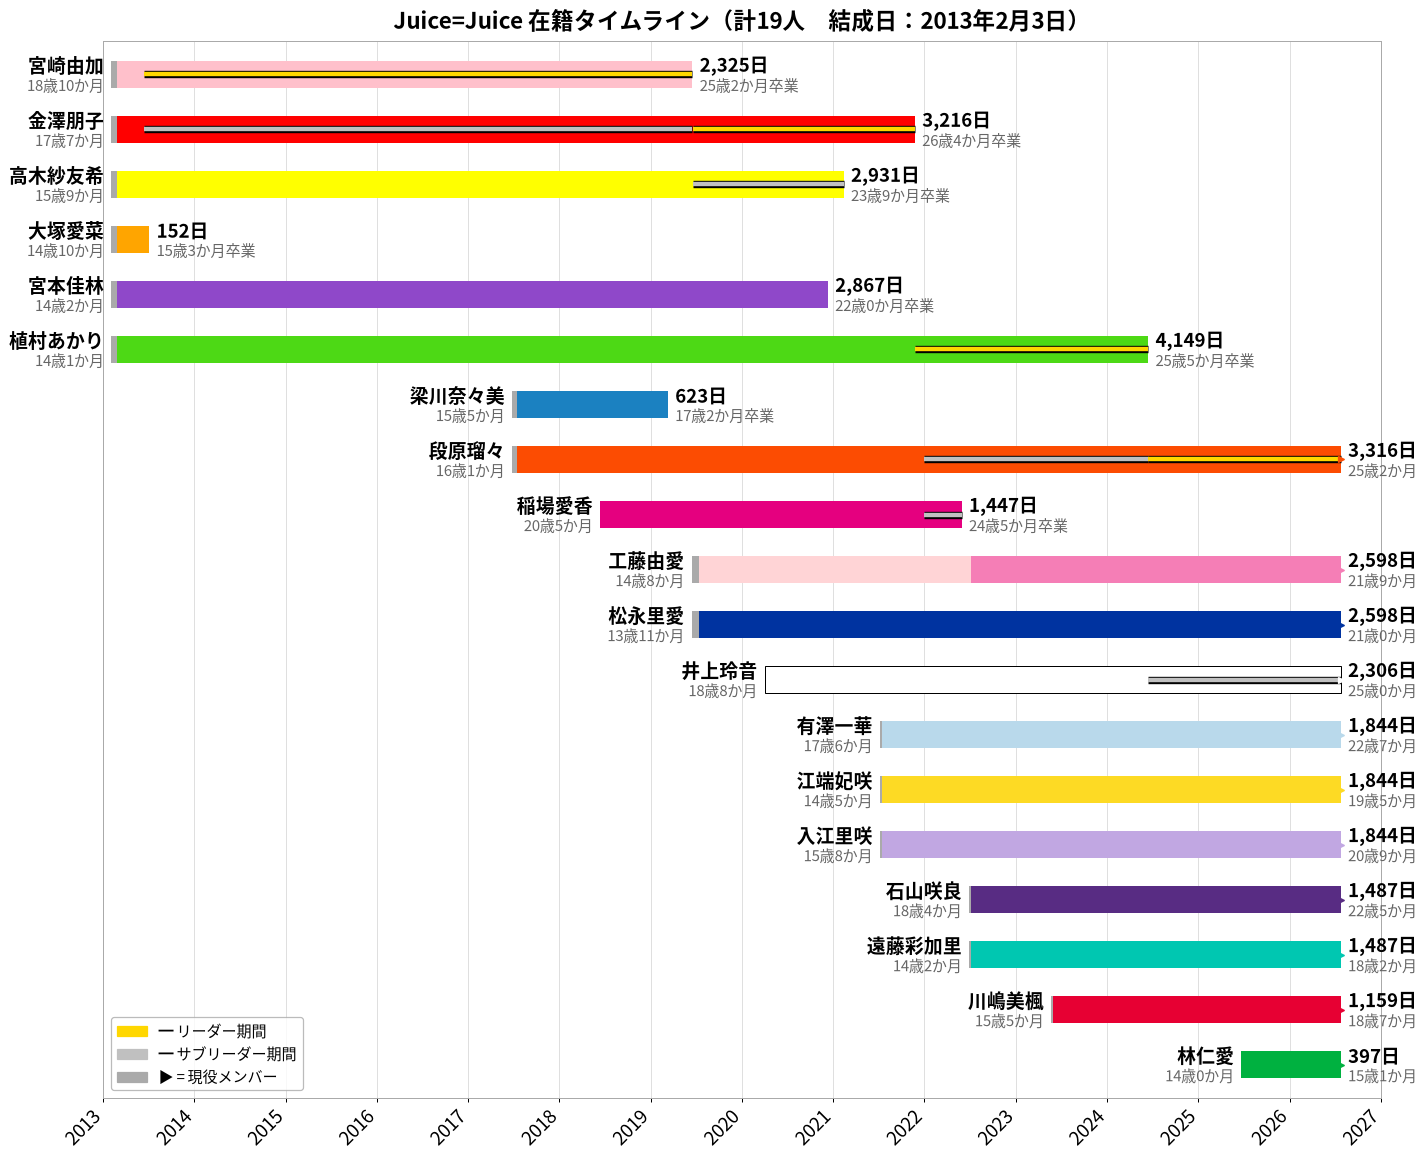 Juice=Juice 在籍タイムライン（計19人　結成日：2013年2月3日）
宮崎由加
18歳10か月
2,325日
25歳2か月卒業
金澤朋子
17歳7か月
3,216日
26歳4か月卒業
高木紗友希
15歳9か月
2,931日
23歳9か月卒業
大塚愛菜
14歳10か月
152日
15歳3か月卒業
宮本佳林
14歳2か月
2,867日
22歳0か月卒業
植村あかり
14歳1か月
4,149日
25歳5か月卒業
梁川奈々美
15歳5か月
623日
17歳2か月卒業
段原瑠々
16歳1か月
3,316日
25歳2か月
稲場愛香
20歳5か月
1,447日
24歳5か月卒業
工藤由愛
14歳8か月
2,598日
21歳9か月
松永里愛
13歳11か月
2,598日
21歳0か月
井上玲音
18歳8か月
2,306日
25歳0か月
有澤一華
17歳6か月
1,844日
22歳7か月
江端妃咲
14歳5か月
1,844日
19歳5か月
入江里咲
15歳8か月
1,844日
20歳9か月
石山咲良
18歳4か月
1,487日
22歳5か月
遠藤彩加里
14歳2か月
1,487日
18歳2か月
川嶋美楓
15歳5か月
1,159日
18歳7か月
林仁愛
14歳0か月
397日
15歳1か月
━ リーダー期間
━ サブリーダー期間
▶ = 現役メンバー
2013 2014 2015 2016 2017 2018 2019 2020 2021 2022 2023 2024 2025 2026 2027